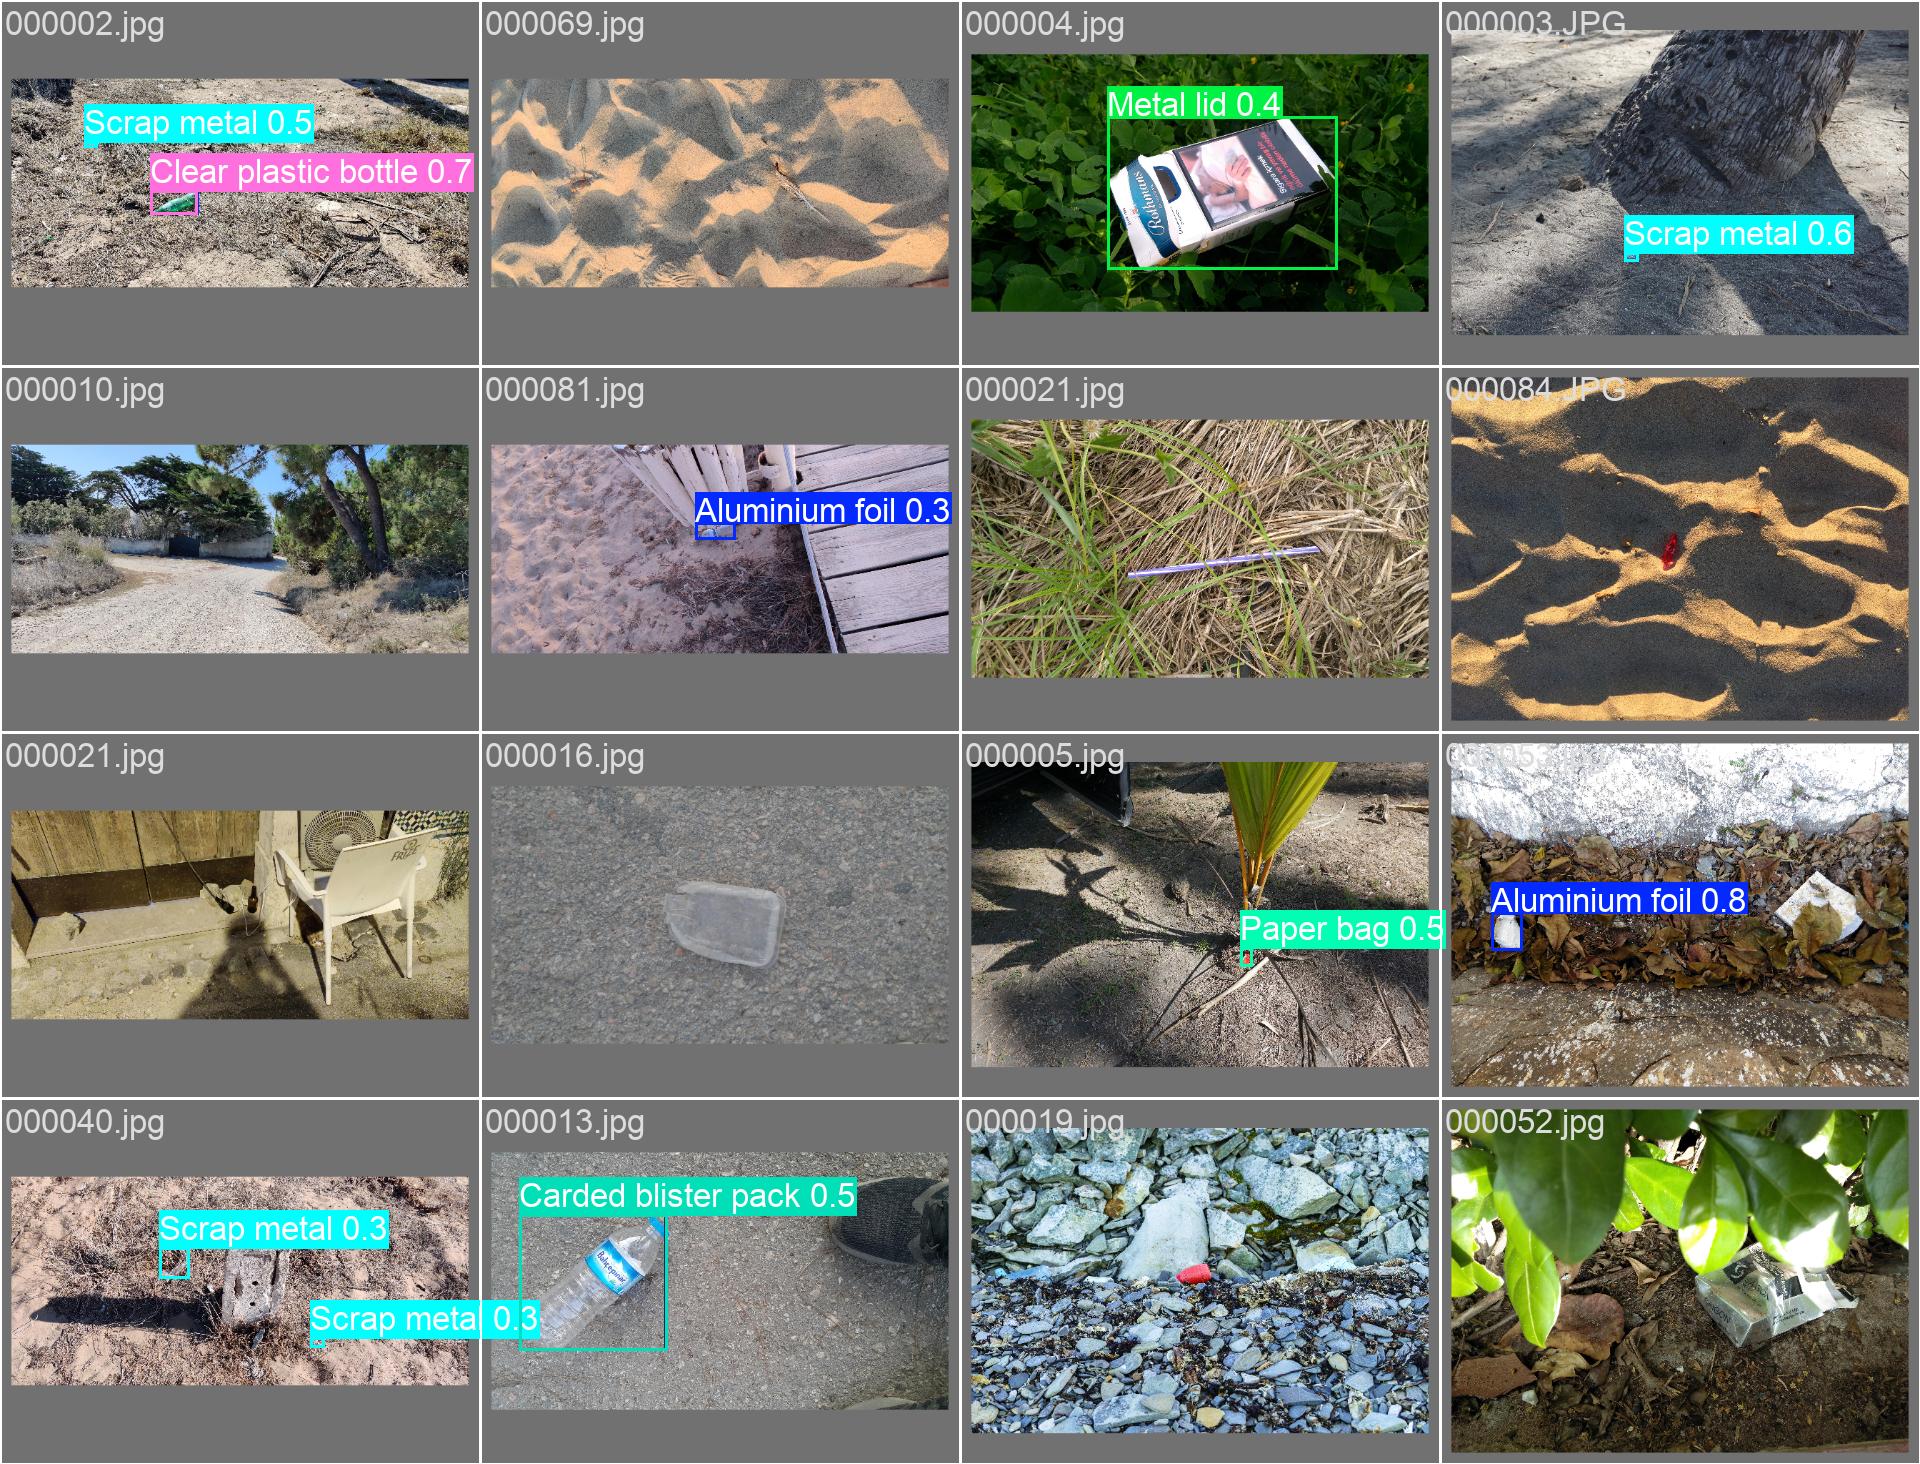 000002.jpg
Scrap metal 0.5
Clear plastic bottle 0.7
000069.jpg
000004.jpg
Metal lid 0.4
Rothmans
000003.JPG
Scrap metal 0.6
000010.jpg
000081.jpg
Aluminium foil 0.3
000021.jpg
000084.JPG
000021.jpg
000016.jpg
000005.jpg
Paper bag 0.5
Aluminium foil 0.8
000040.jpg
Scrap metal 0.3
Scrap metal 0.3
000013.jpg
Carded blister pack 0.5
000019.jpg
000052.jpg